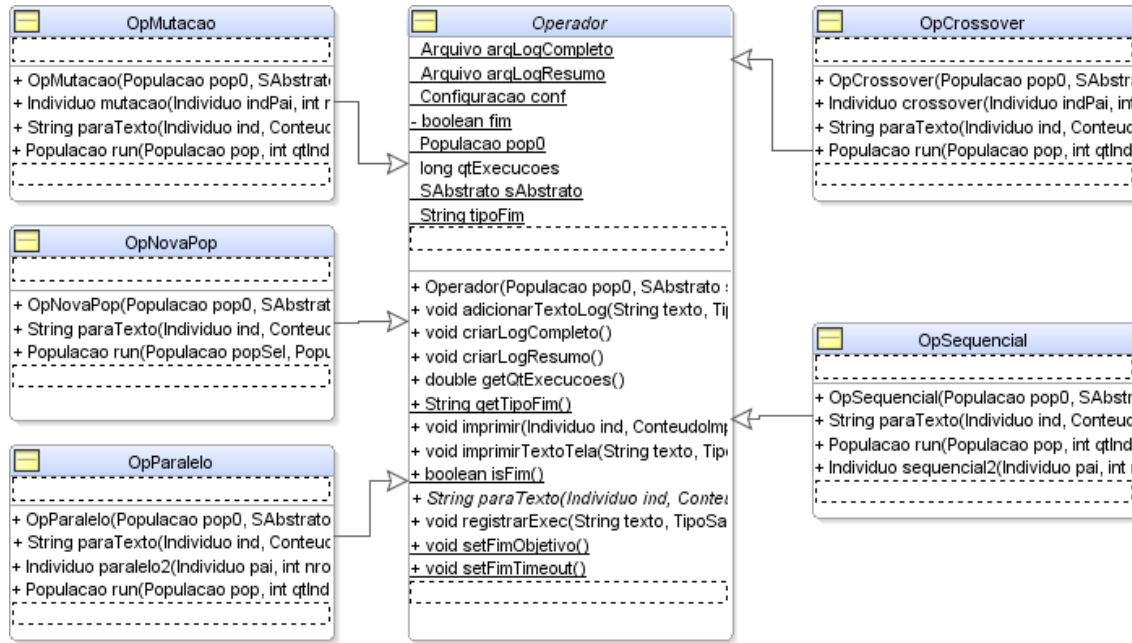 OpMutacao
+ OpMutacao(Populacao pop0, SAbstrat
+ Individuo mutacao(Individuo indPai, int
+ String paraTexto(Individuo ind, Conteud
+ Populacao run(Populacao pop, int qtInd
OpNovaPop
+ OpNovaPop(Populacao pop0, SAbstrat
+ String paraTexto(Individuo ind, Conteud
+ Populacao run(Populacao popSel, Popu
OpParalelo
+ OpParalelo(Populacao pop0, SAbstrato
+ String paraTexto(Individuo ind, Conteud
+ Individuo paralelo2(Individuo pai, int nro
+ Populacao run(Populacao pop, int qtInd
Operador
Arquivo arqLogCompleto
Arquivo arqLogResumo
Configuracao conf
- boolean fim
Populacao pop0
long qtExecucoes
SAbstrato sAbstrato
String tipoFim
+ Operador(Populacao pop0, SAbstrato
+ void adicionarTextoLog(String texto, Tip
+ void criarLogCompleto()
+ void criarLogResumo()
+ double getQtExecucoes()
+ String getTipoFim()
+ void imprimir(Individuo ind, ConteudoImp
+ void imprimirTextoTela(String texto, Tipo
+ boolean isFim()
+ String paraTexto(Individuo ind, Conteu
+ void registrarExec(String texto, TipoSa
+ void setFimObjetivo()
+ void setFimTimeout()
OpCrossover
+ OpCrossover(Populacao pop0, SAbstr
+ Individuo crossover(Individuo indPai, int
+ String paraTexto(Individuo ind, Conteud
+ Populacao run(Populacao pop, int qtInd
OpSequencial
+ OpSequencial(Populacao pop0, SAbstr
+ String paraTexto(Individuo ind, Conteud
+ Populacao run(Populacao pop, int qtInd
+ Individuo sequencial2(Individuo pai, int